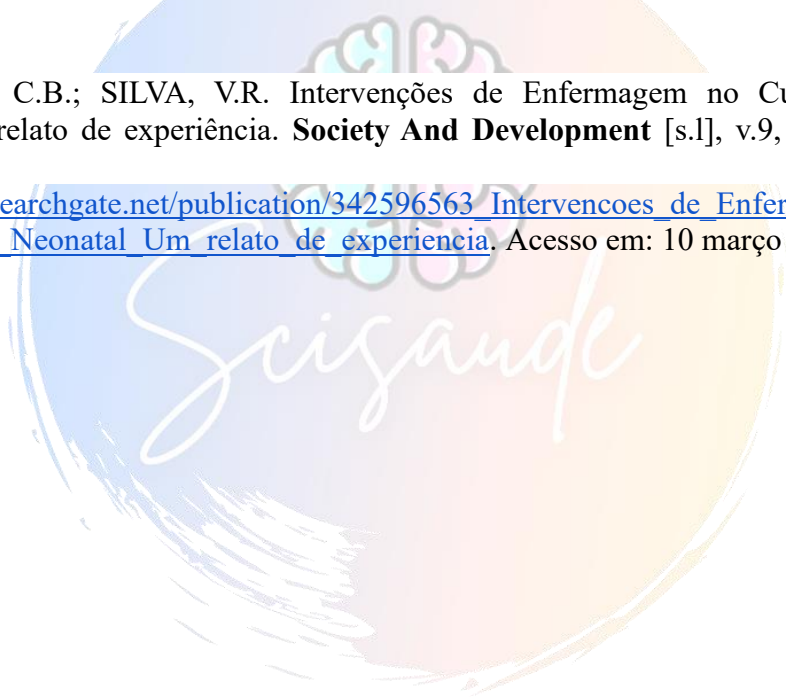 C.B.; SILVA, V.R. Intervenções de Enfermagem no Cu
relato de experiência. Society And Development [s.l], v.9,
earchgate.net/publication/342596563_Intervencoes_de_Enfer
_Neonatal_Um_relato_de_experiencia. Acesso em: 10 março
Scisaude